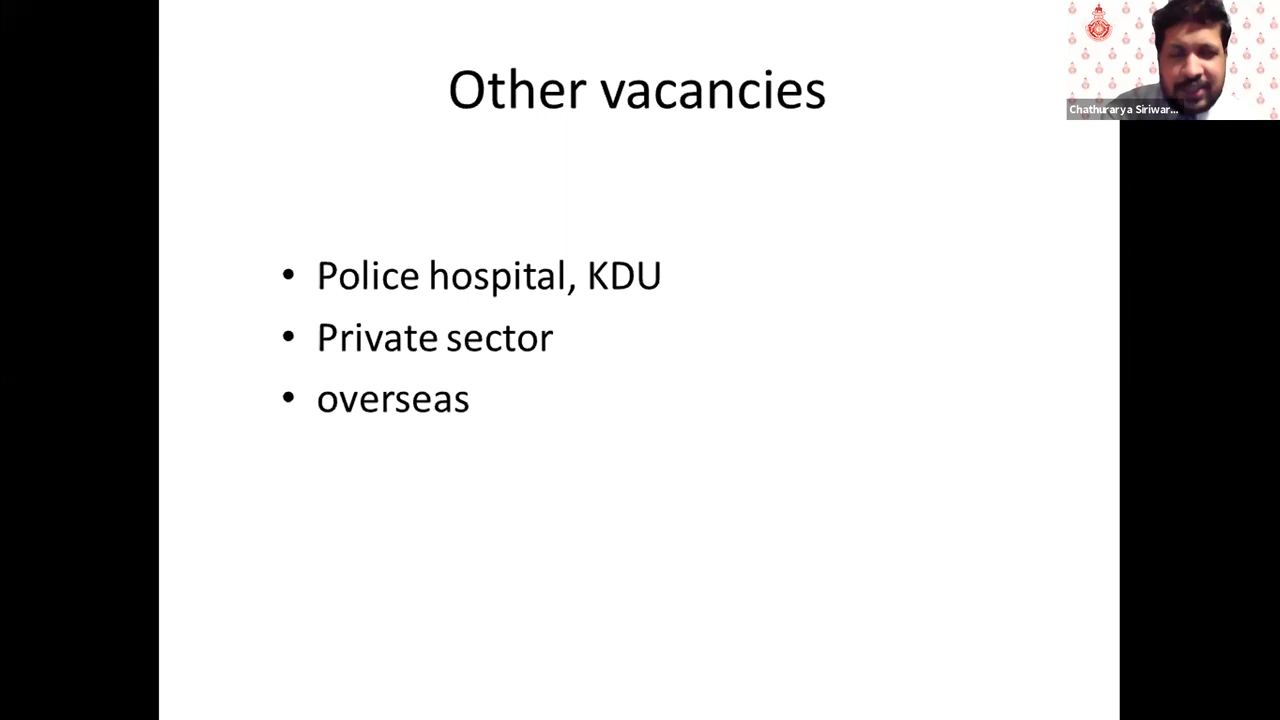 Other vacancies
Chathurarya Siriwar...
• Police hospital, KDU
• Private sector
• overseas